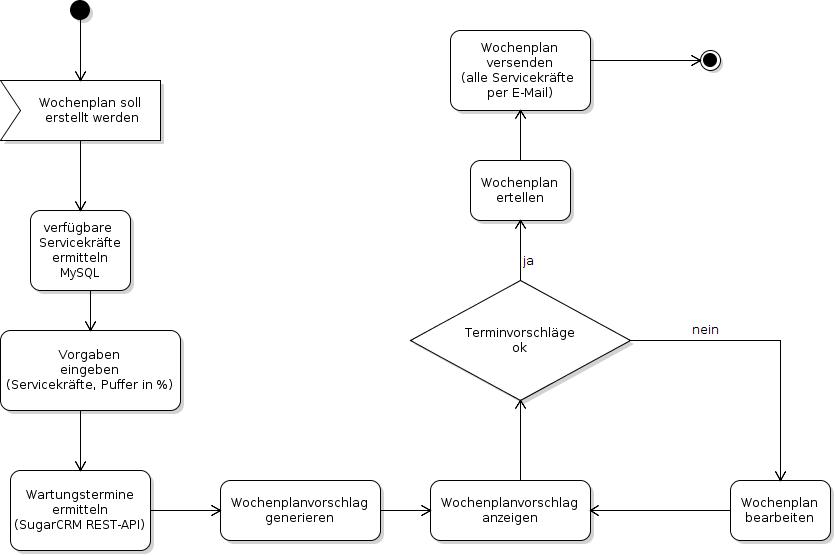 Wochenplan soll
erstellt werden
verfügbare
Servicekräfte
ermitteln
MySQL
Vorgaben
eingeben
(Servicekräfte, Puffer in %)
Wartungstermine
ermitteln
(SugarCRM REST-API)
Wochenplanvorschlag
generieren
Wochenplanvorschlag
anzeigen
Terminvorschläge
ok
nein
Wochenplan
bearbeiten
ja
Wochenplan
ertellen
Wochenplan
versenden
(alle Servicekräfte
per E-Mail)